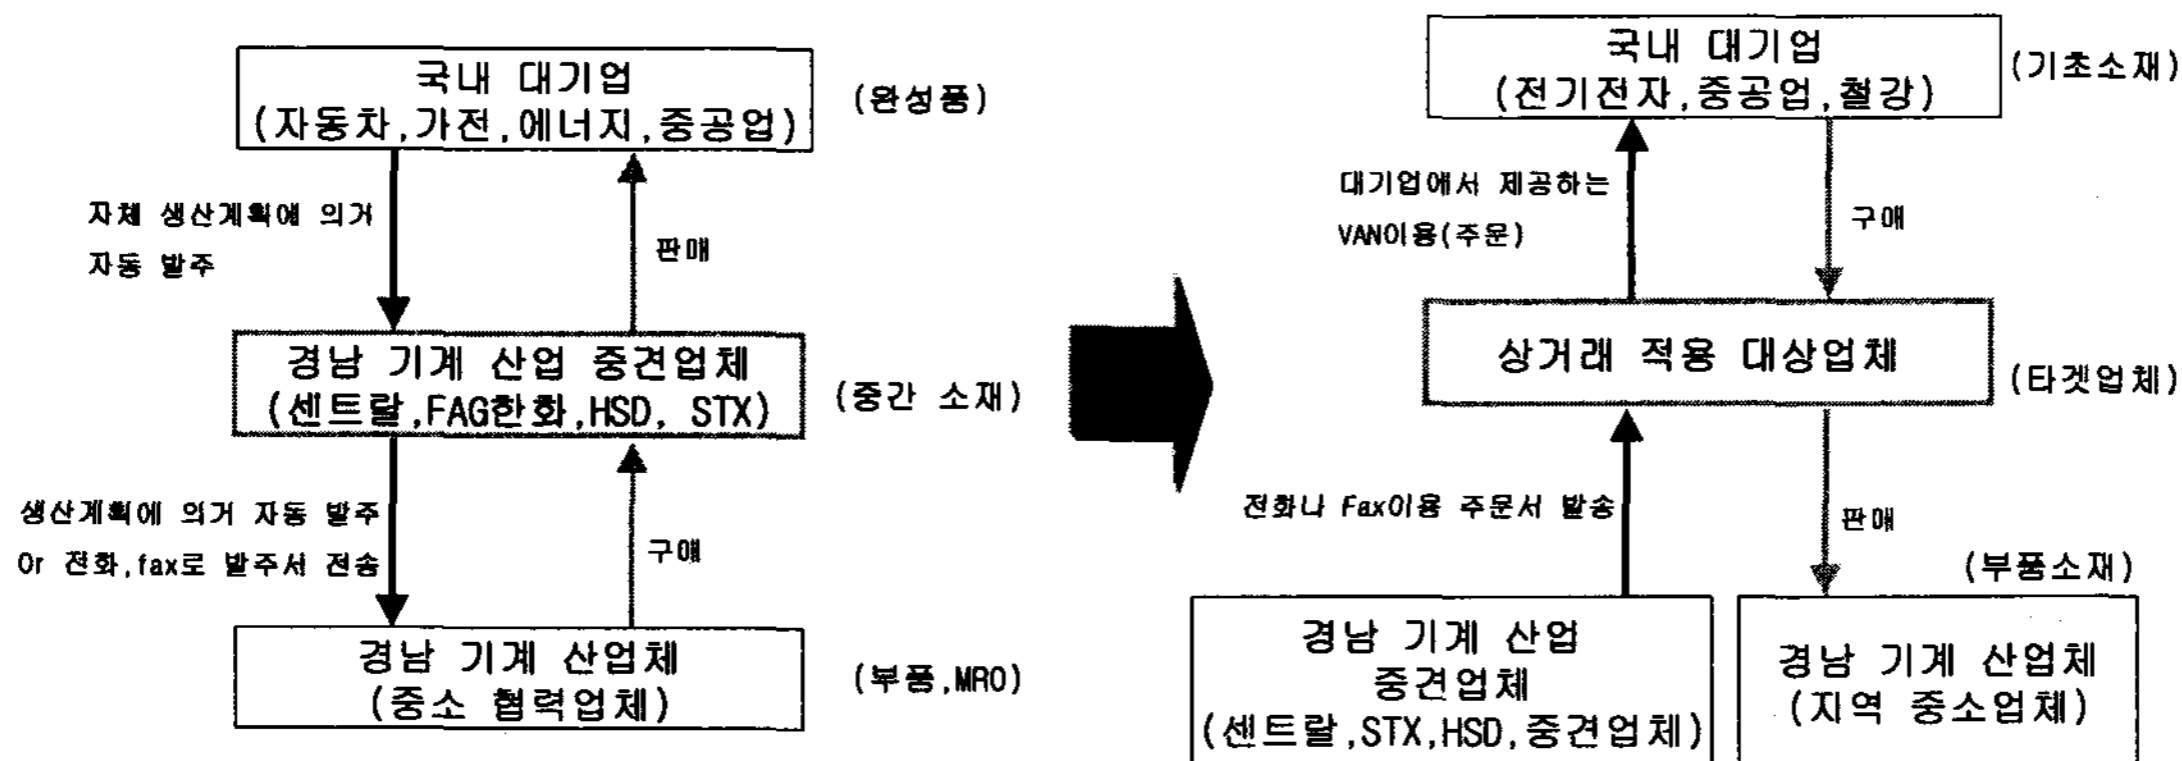 국내 대기업
(자동차,가전,에너지,중공업)
(완성품)
자체 생산계획에 의거
자동 발주
판매
경남 기계 산업 중견업체
(센트랄,FAG한화,HSD, STX)
(중간 소재)
생산계획에 의거 자동 발주
Or 전화,fax로 발주서 전송
구매
경남 기계 산업체
(중소 협력업체)
(부품,MRO)
국내 대기업
(전기전자,중공업,철강)
(기초소재)
대기업에서 제공하는
VAN이용(주문)
구매
상거래 적용 대상업체
(타겟업체)
전화나 Fax이용 주문서 발송
판매
(부품소재)
경남 기계 산업
중견업체
(센트랄,STX,HSD,중견업체)
경남 기계 산업체
(지역 중소업체)